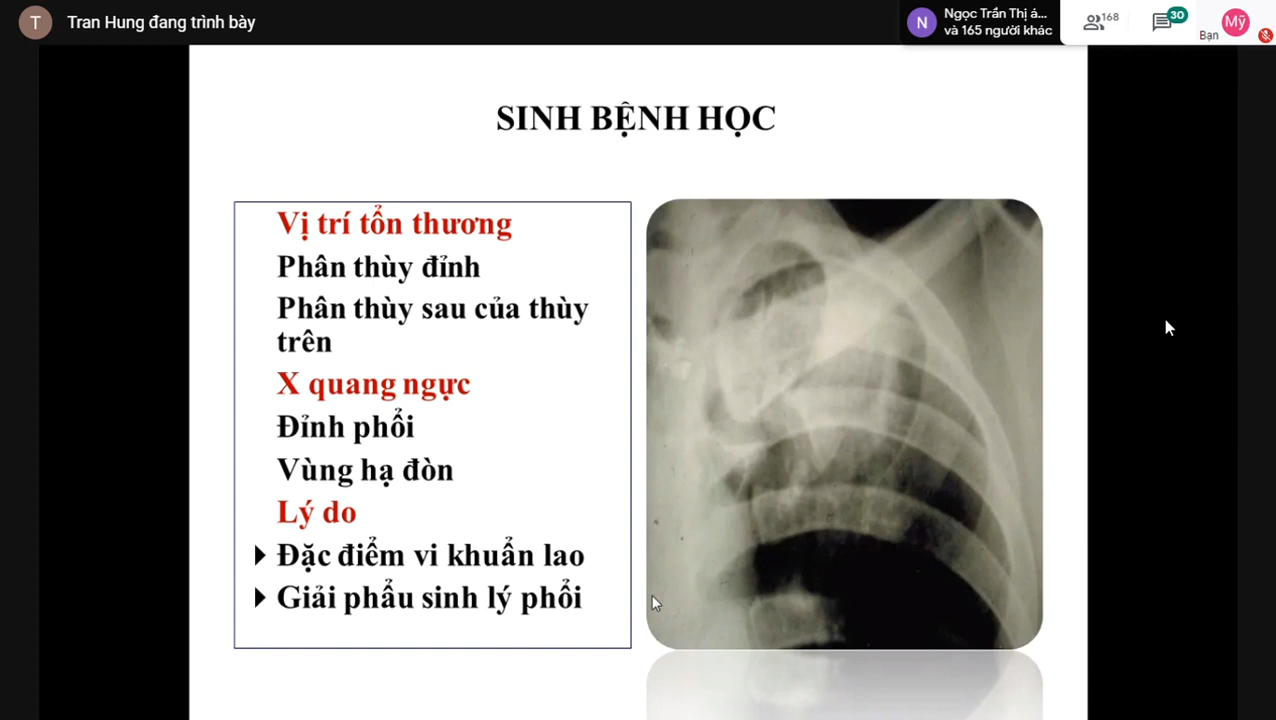 T
Tran Hung đang trình bày
N
Ngọc Trần Thị á...
và 165 người khác
168
30
Bạn
Mỹ
SINH BỆNH HỌC
Vị trí tổn thương
Phân thùy đỉnh
Phân thùy sau của thùy
trên
X quang ngực
Đỉnh phổi
Vùng hạ đòn
Lý do
Đặc điểm vi khuẩn lao
Giải phẩu sinh lý phổi